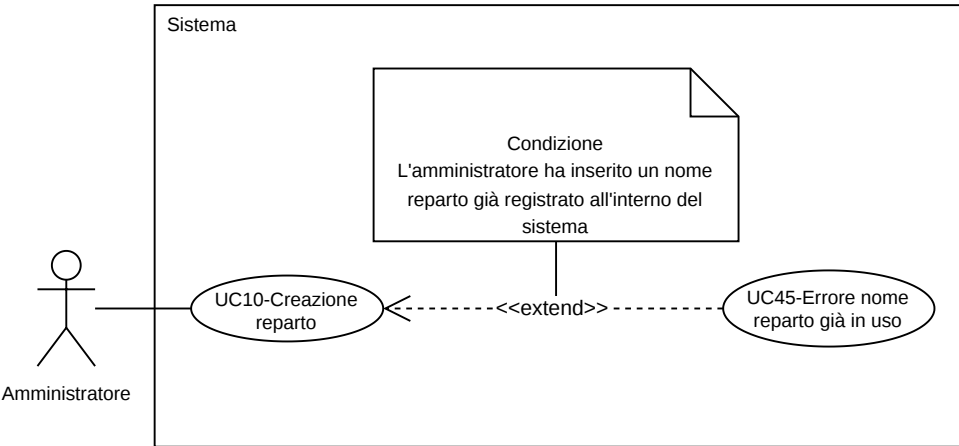 Sistema
Condizione
L'amministratore ha inserito un nome
reparto già registrato all'interno del
sistema
UC10-Creazione
reparto
<<extend>>
UC45-Errore nome
reparto già in uso
Amministratore